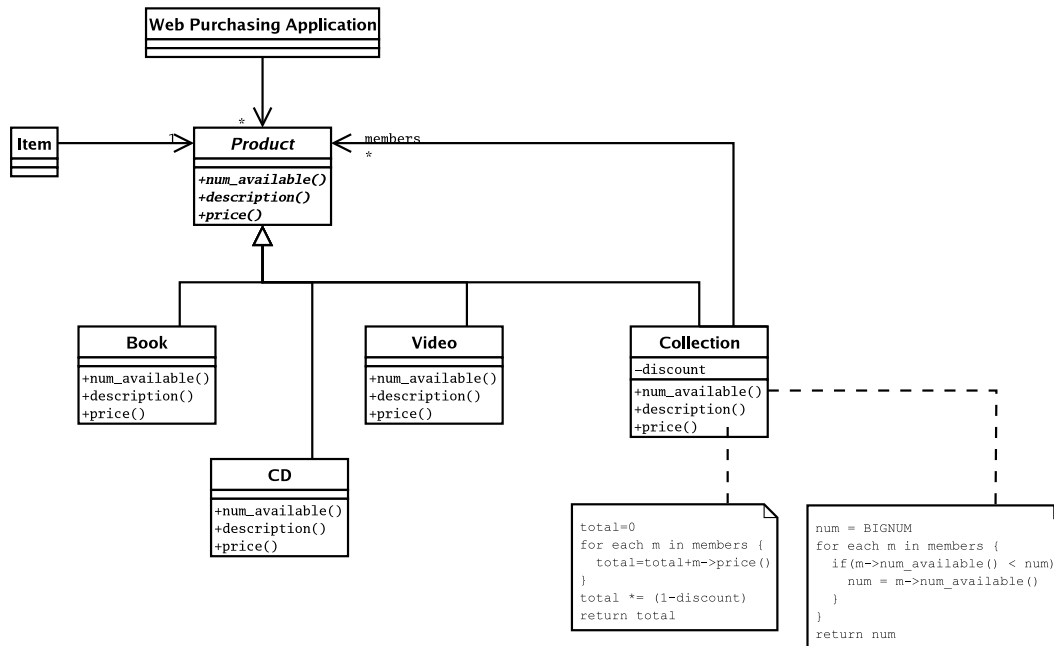 Web Purchasing Application
*
Item
1
Product
members
*
+num_available()
+description()
+price()
Book
+num_available()
+description()
+price()
Video
+num_available()
+description()
+price()
Collection
–discount
+num_available()
+description()
+price()
CD
+num_available()
+description()
+price()
total=0
for each m in members {
total=total+m->price()
}
total *= (1-discount)
return total
num = BIGNUM
for each m in members {
if(m->num_available() < num)
num = m->num_available()
}
}
return num